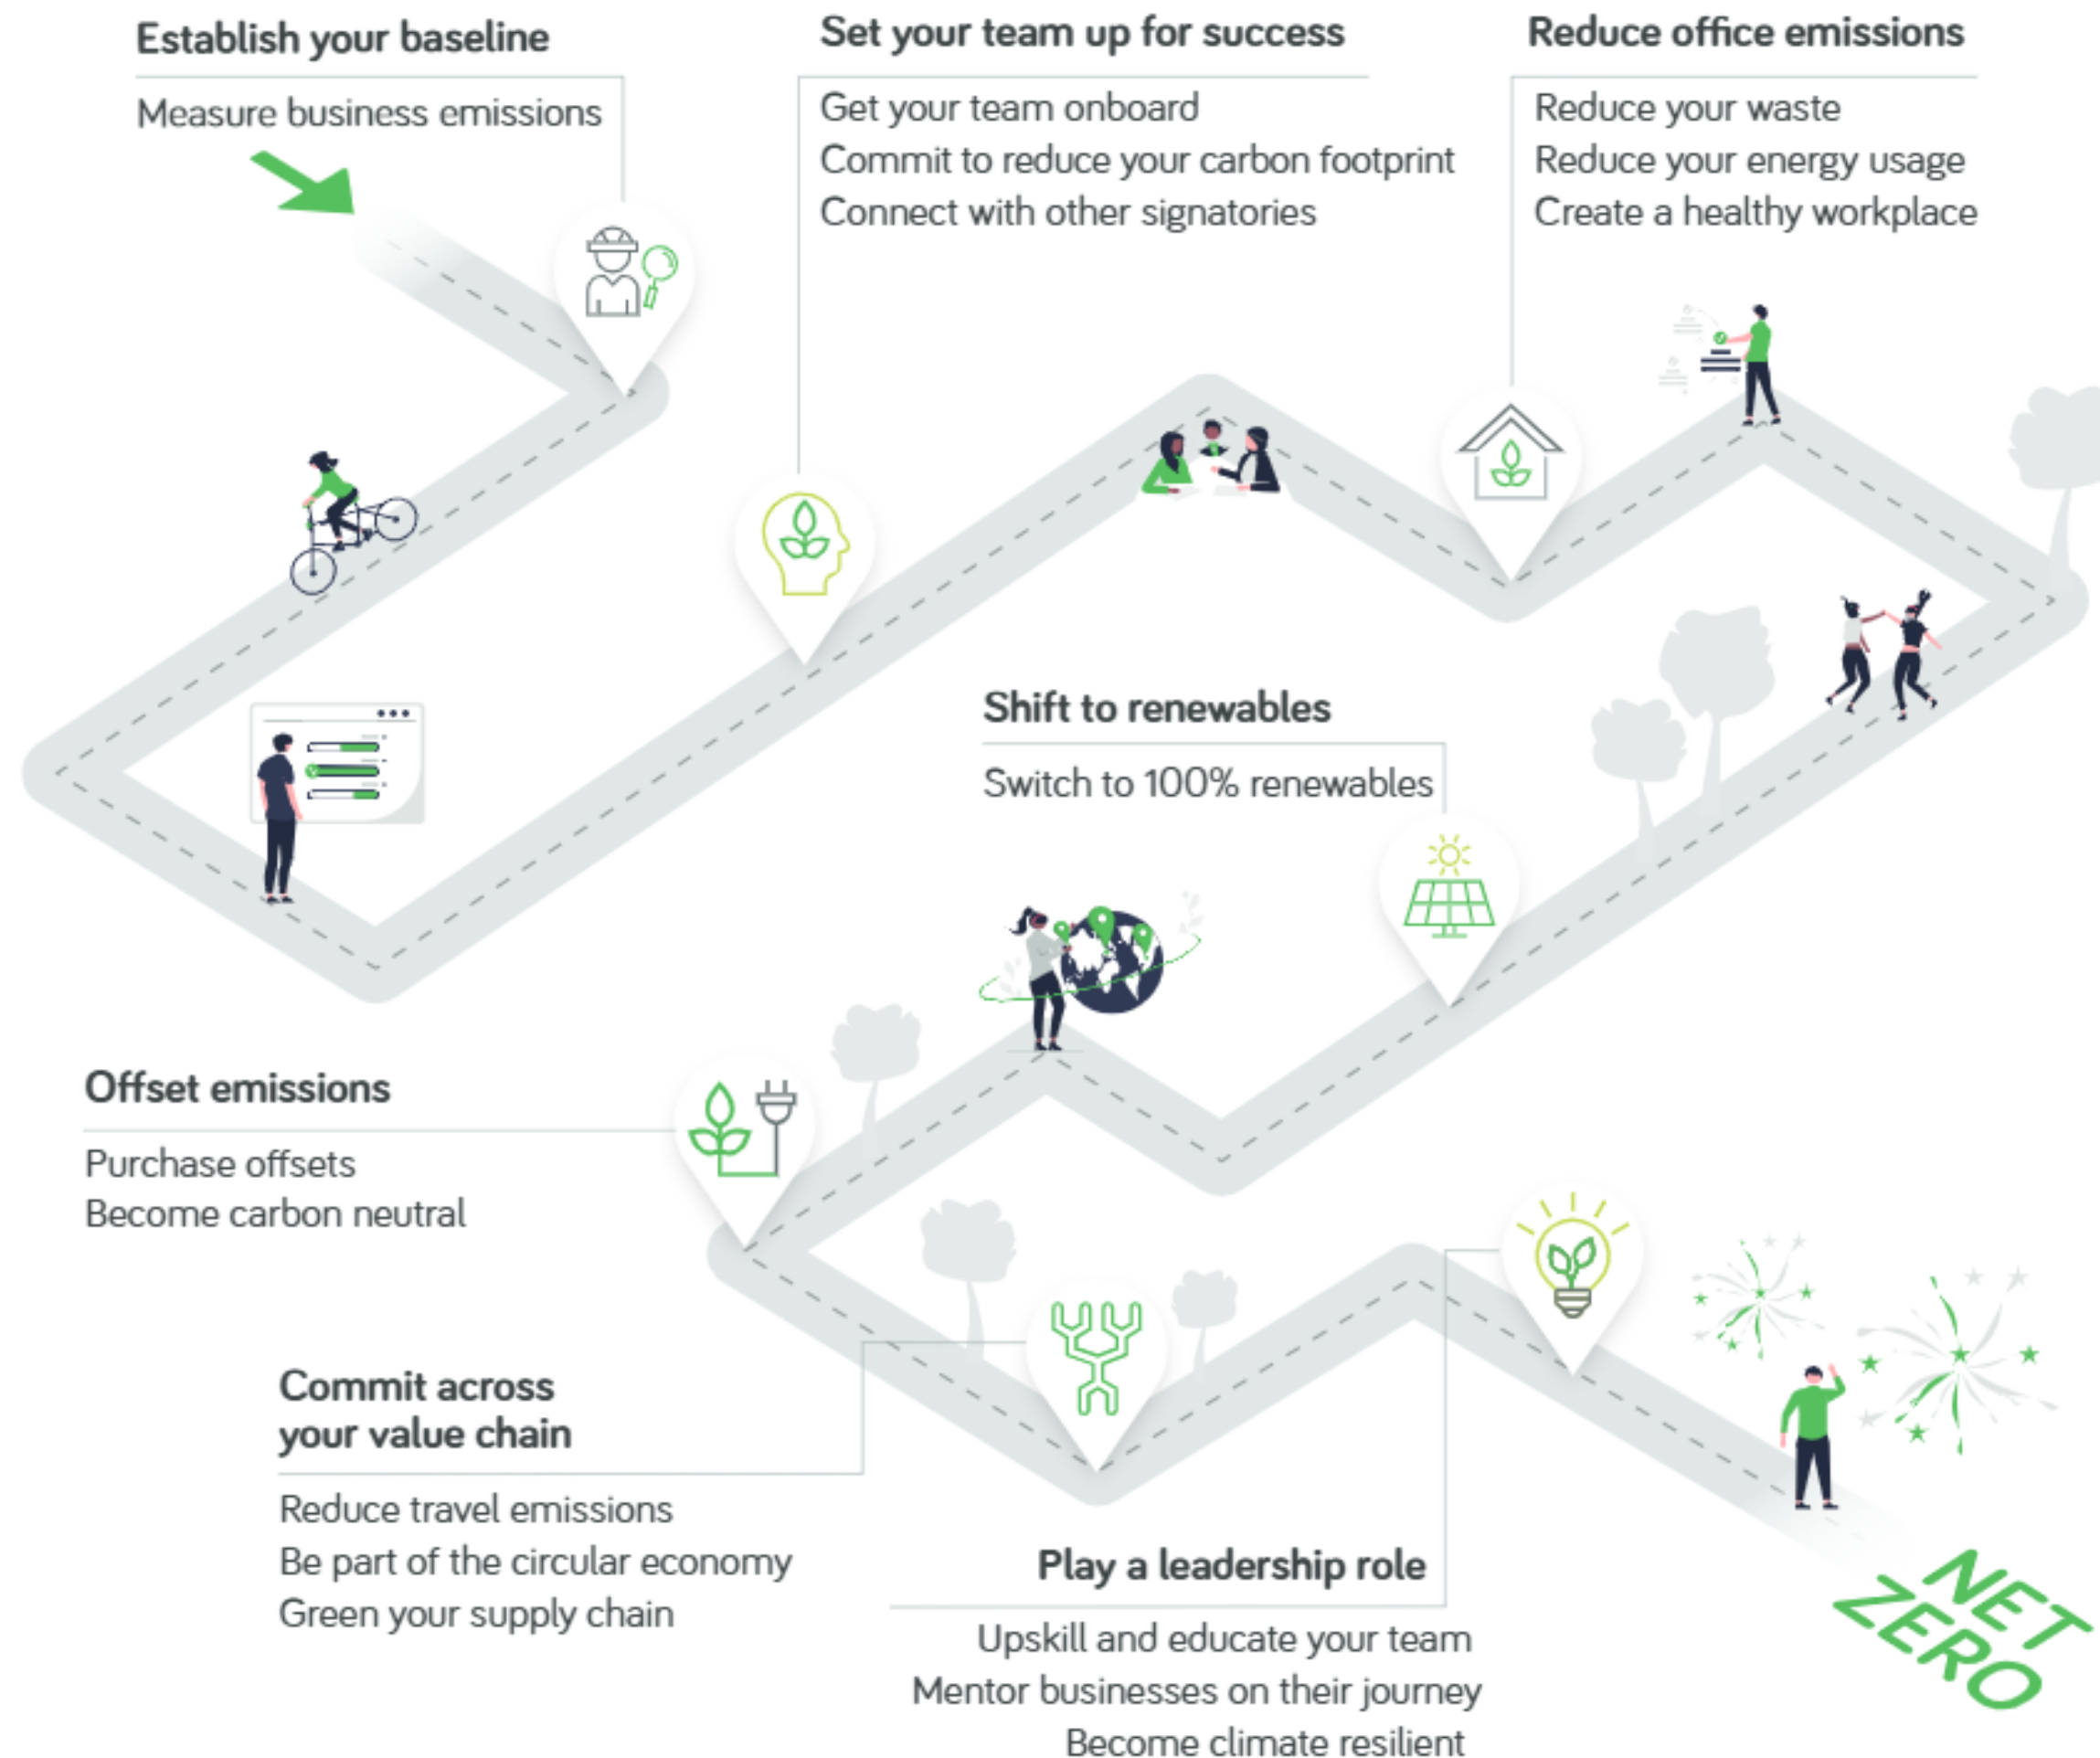 Establish your baseline
Measure business emissions
Set your team up for success
Get your team onboard
Commit to reduce your carbon footprint
Connect with other signatories
Reduce office emissions
Reduce your waste
Reduce your energy usage
Create a healthy workplace
Shift to renewables
Switch to 100% renewables
Offset emissions
Purchase offsets
Become carbon neutral
Commit across
your value chain
Reduce travel emissions
Be part of the circular economy
Green your supply chain
Play a leadership role
Upskill and educate your team
Mentor businesses on their journey
Become climate resilient
NET
ZERO